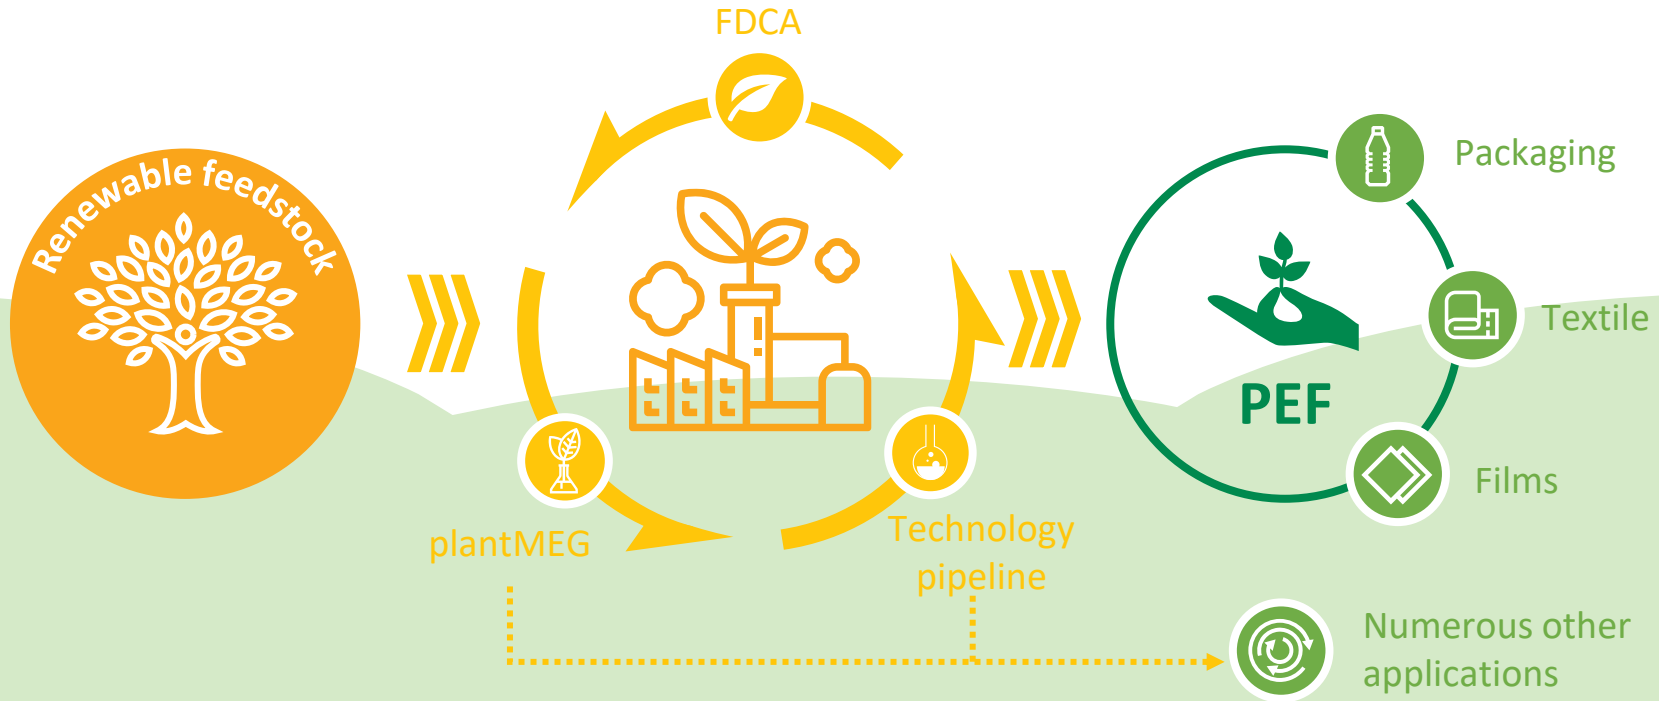 Renewable feedstock
FDCA
plantMEG
Technology
pipeline
PEF
Packaging
Textile
Films
Numerous other
applications